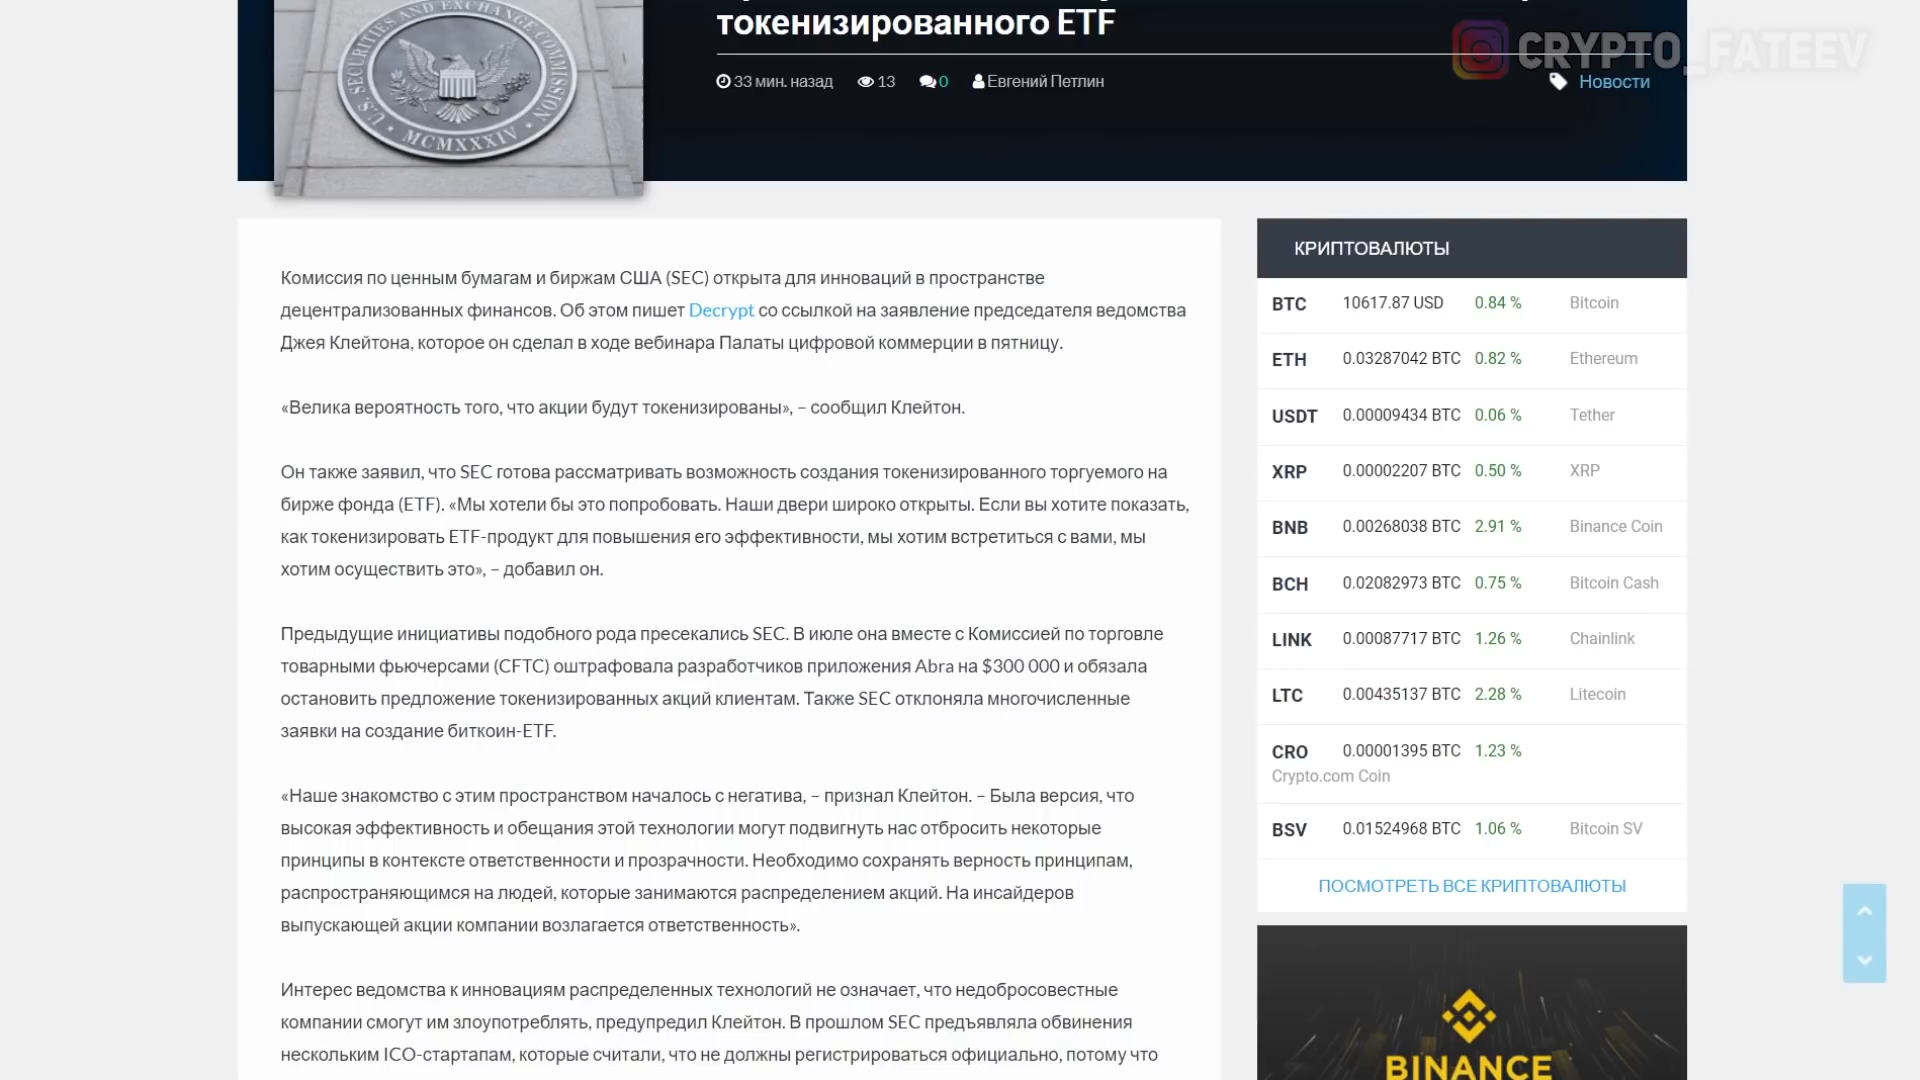 токенизированного ETF
CRYPTO_FATEEV
33 мин. назад 13 0 Евгений Петлин
Новости
U.S. SECURITIES AND EXCHANGE COMMISSION
MCMXXXIV
Комиссия по ценным бумагам и биржам США (SEC) открыта для инноваций в пространстве
децентрализованных финансов. Об этом пишет Decrypt со ссылкой на заявление председателя ведомства
Джея Клейтона, которое он сделал в ходе вебинара Палаты цифровой коммерции в пятницу.
«Велика вероятность того, что акции будут токенизированы», – сообщил Клейтон.
Он также заявил, что SEC готова рассматривать возможность создания токенизированного торгуемого на
бирже фонда (ETF). «Мы хотели бы это попробовать. Наши двери широко открыты. Если вы хотите показать,
как токенизировать ETF-продукт для повышения его эффективности, мы хотим встретиться с вами, мы
хотим осуществить это», – добавил он.
Предыдущие инициативы подобного рода пресекались SEC. В июле она вместе с Комиссией по торговле
товарными фьючерсами (CFTC) оштрафовала разработчиков приложения Abra на $300 000 и обязала
остановить предложение токенизированных акций клиентам. Также SEC отклоняла многочисленные
заявки на создание биткоин-ETF.
«Наше знакомство с этим пространством началось с негатива, – признал Клейтон. – Была версия, что
высокая эффективность и обещания этой технологии могут подвигнуть нас отбросить некоторые
принципы в контексте ответственности и прозрачности. Необходимо сохранять верность принципам,
распространяющимся на людей, которые занимаются распределением акций. На инсайдеров
выпускающей акции компании возлагается ответственность».
Интерес ведомства к инновациям распределенных технологий не означает, что недобросовестные
компании смогут им злоупотреблять, предупредил Клейтон. В прошлом SEC предъявляла обвинения
нескольким ICO-стартапам, которые считали, что не должны регистрироваться официально, потому что
КРИПТОВАЛЮТЫ
BTC 10617.87 USD 0.84 % Bitcoin
ETH 0.03287042 BTC 0.82 % Ethereum
USDT 0.00009434 BTC 0.06 % Tether
XRP 0.00002207 BTC 0.50 % XRP
BNB 0.00268038 BTC 2.91 % Binance Coin
BCH 0.02082973 BTC 0.75 % Bitcoin Cash
LINK 0.00087717 BTC 1.26 % Chainlink
LTC 0.00435137 BTC 2.28 % Litecoin
CRO 0.00001395 BTC 1.23 %
Crypto.com Coin
BSV 0.01524968 BTC 1.06 % Bitcoin SV
ПОСМОТРЕТЬ ВСЕ КРИПТОВАЛЮТЫ
BINANCE